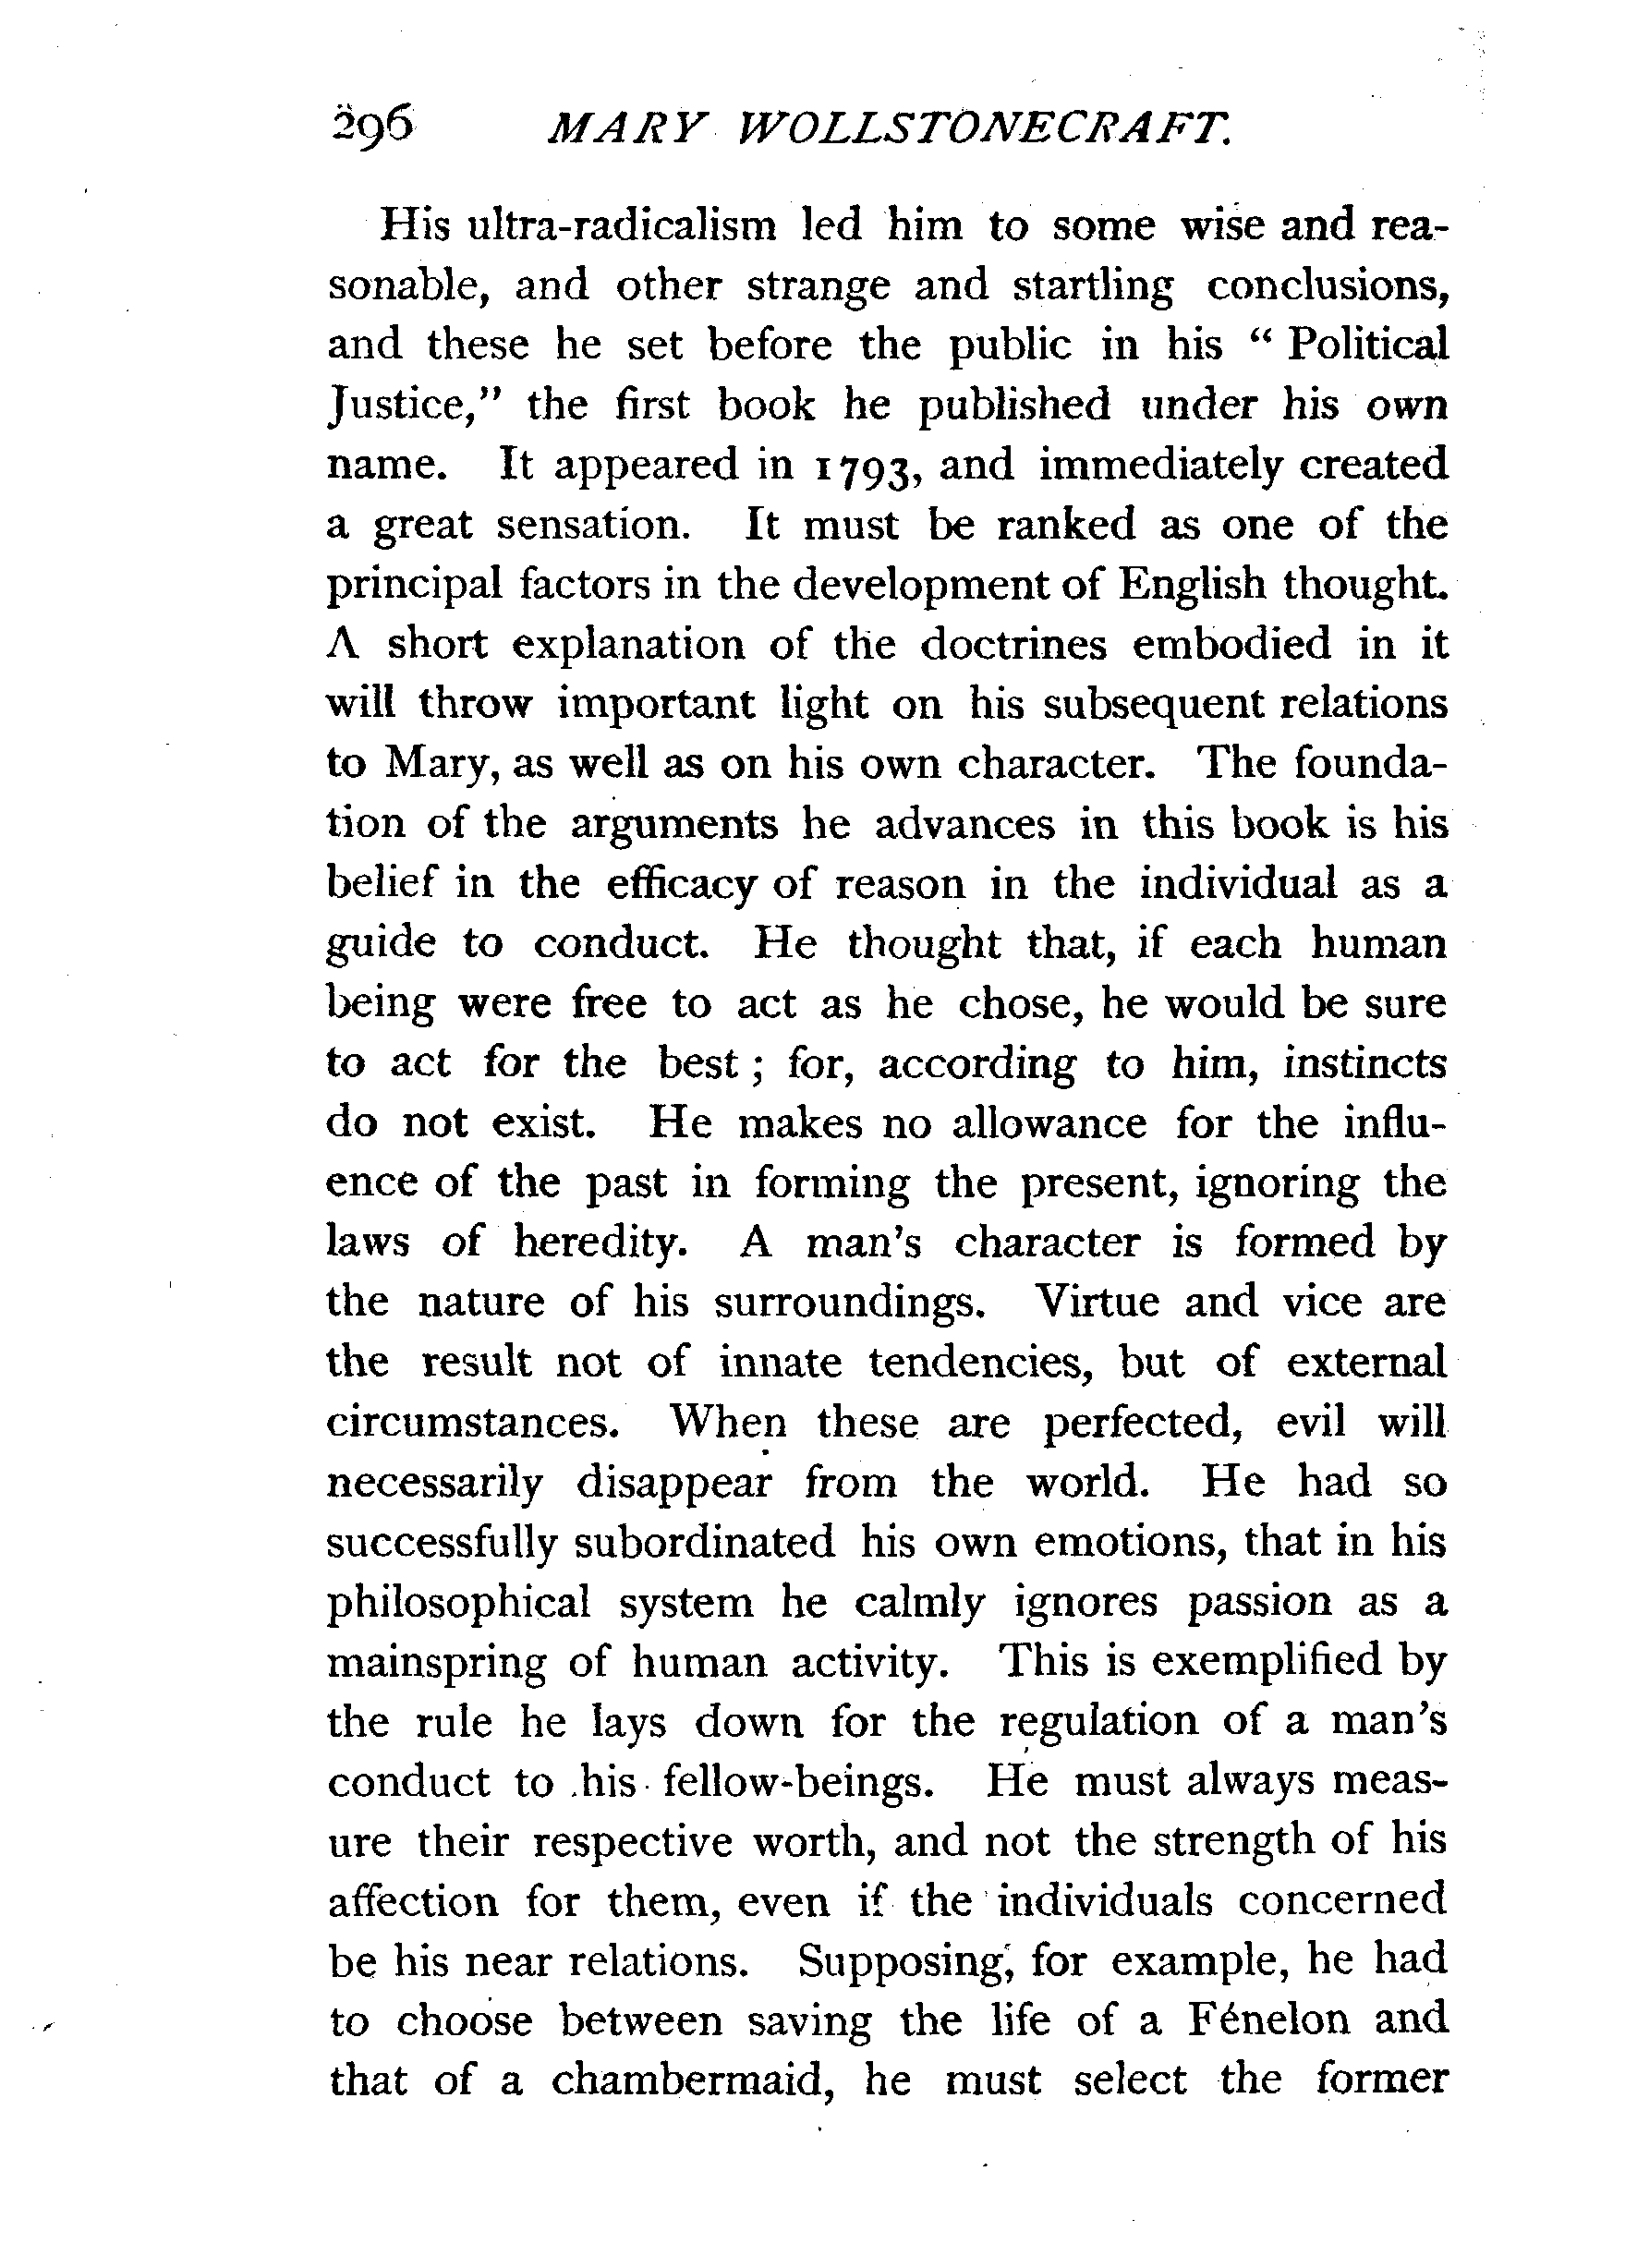 296 MARY WOLLSTONECRAFT.
His ultra-radicalism led him to some wise and rea-
sonable, and other strange and startling conclusions,
and these he set before the public in his “ Political
Justice,” the first book he published under his own
name. It appeared in 1793, and immediately created
a great sensation. It must be ranked as one of the
principal factors in the development of English thought.
A short explanation of the doctrines embodied in it
will throw important light on his subsequent relations
to Mary, as well as on his own character. The founda-
tion of the arguments he advances in this book is his
belief in the efficacy of reason in the individual as a
guide to conduct. He thought that, if each human
being were free to act as he chose, he would be sure
to act for the best ; for, according to him, instincts
do not exist. He makes no allowance for the influ-
ence of the past in forming the present, ignoring the
laws of heredity. A man's character is formed by
the nature of his surroundings. Virtue and vice are
the result not of innate tendencies, but of external
circumstances. When these are perfected, evil will
necessarily disappear from the world. He had so
successfully subordinated his own emotions, that in his
philosophical system he calmly ignores passion as a
mainspring of human activity. This is exemplified by
the rule he lays down for the regulation of a man's
conduct to his fellow-beings. He must always meas-
ure their respective worth, and not the strength of his
affection for them, even if the individuals concerned
be his near relations. Supposing, for example, he had
to choose between saving the life of a Fénelon and
that of a chambermaid, he must select the former